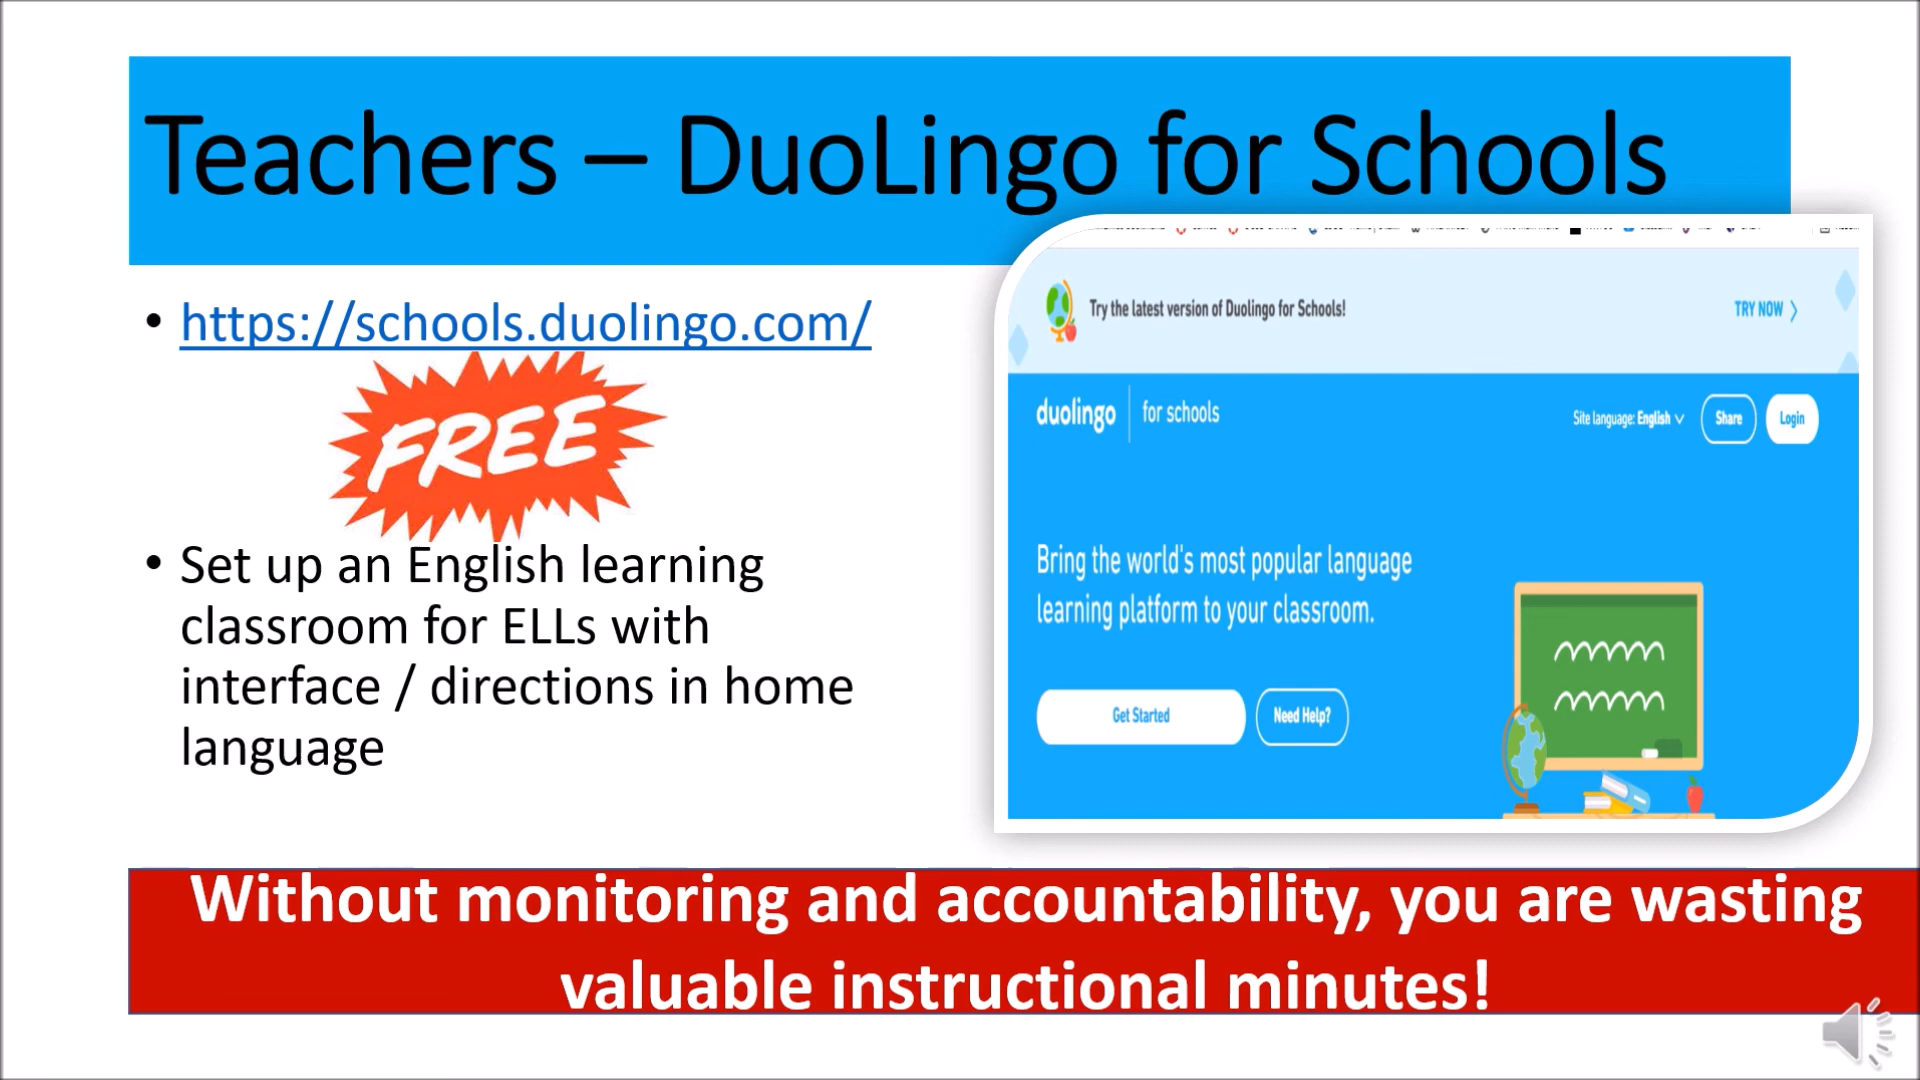 Teachers – DuoLingo for Schools
• https://schools.duolingo.com/
FREE
• Set up an English learning
classroom for ELLs with
interface / directions in home
language
Try the latest version of Duolingo for Schools!
TRY NOW
duolingo for schools
Site language: English
Share
Login
Bring the world's most popular language
learning platform to your classroom.
Get Started
Need Help?
Without monitoring and accountability, you are wasting
valuable instructional minutes!